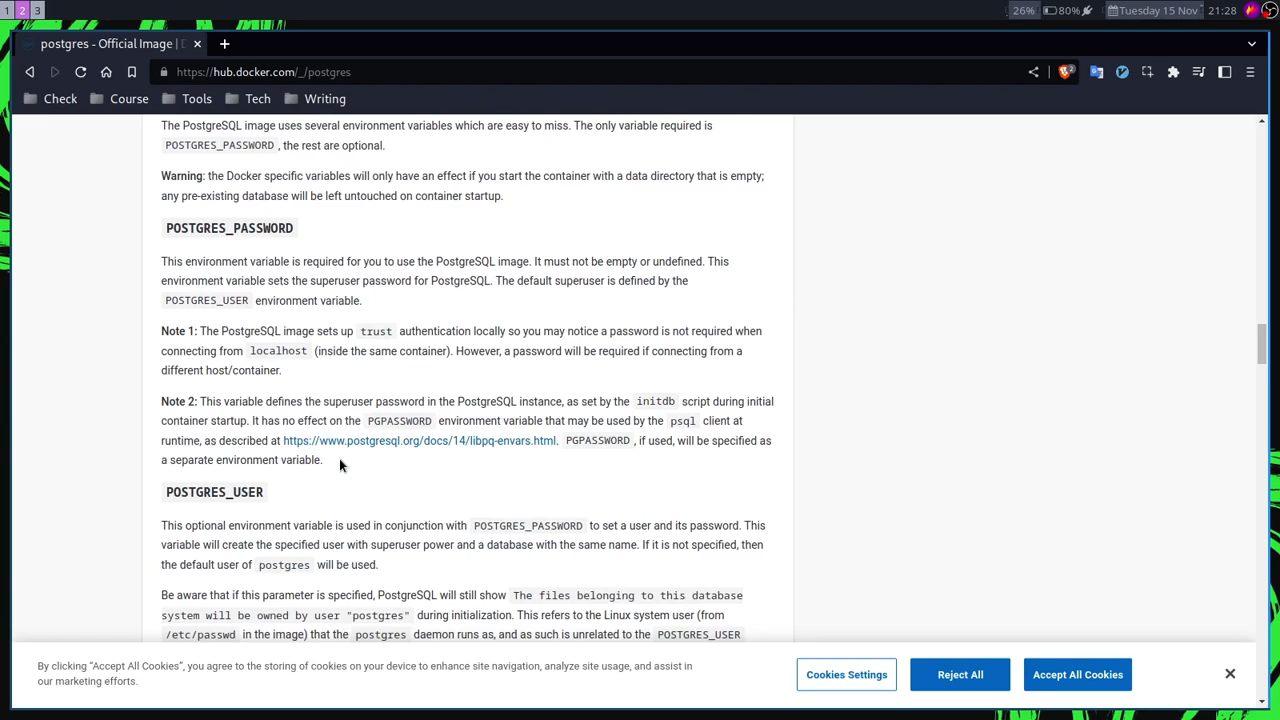 1 2 3
26% 80% Tuesday 15 Nov 21:28
postgres - Official Image |
https://hub.docker.com/_/postgres
2
Check Course Tools Tech Writing
The PostgreSQL image uses several environment variables which are easy to miss. The only variable required is
POSTGRES_PASSWORD, the rest are optional.
Warning: the Docker specific variables will only have an effect if you start the container with a data directory that is empty;
any pre-existing database will be left untouched on container startup.
POSTGRES_PASSWORD
This environment variable is required for you to use the PostgreSQL image. It must not be empty or undefined. This
environment variable sets the superuser password for PostgreSQL. The default superuser is defined by the
POSTGRES_USER environment variable.
Note 1: The PostgreSQL image sets up trust authentication locally so you may notice a password is not required when
connecting from localhost (inside the same container). However, a password will be required if connecting from a
different host/container.
Note 2: This variable defines the superuser password in the PostgreSQL instance, as set by the initdb script during initial
container startup. It has no effect on the PGPASSWORD environment variable that may be used by the psql client at
runtime, as described at https://www.postgresql.org/docs/14/libpq-envars.html. PGPASSWORD, if used, will be specified as
a separate environment variable.
POSTGRES_USER
This optional environment variable is used in conjunction with POSTGRES_PASSWORD to set a user and its password. This
variable will create the specified user with superuser power and a database with the same name. If it is not specified, then
the default user of postgres will be used.
Be aware that if this parameter is specified, PostgreSQL will still show The files belonging to this database
system will be owned by user "postgres" during initialization. This refers to the Linux system user (from
/etc/passwd in the image) that the postgres daemon runs as, and as such is unrelated to the POSTGRES_USER
By clicking “Accept All Cookies”, you agree to the storing of cookies on your device to enhance site navigation, analyze site usage, and assist in
our marketing efforts.
Cookies Settings Reject All Accept All Cookies